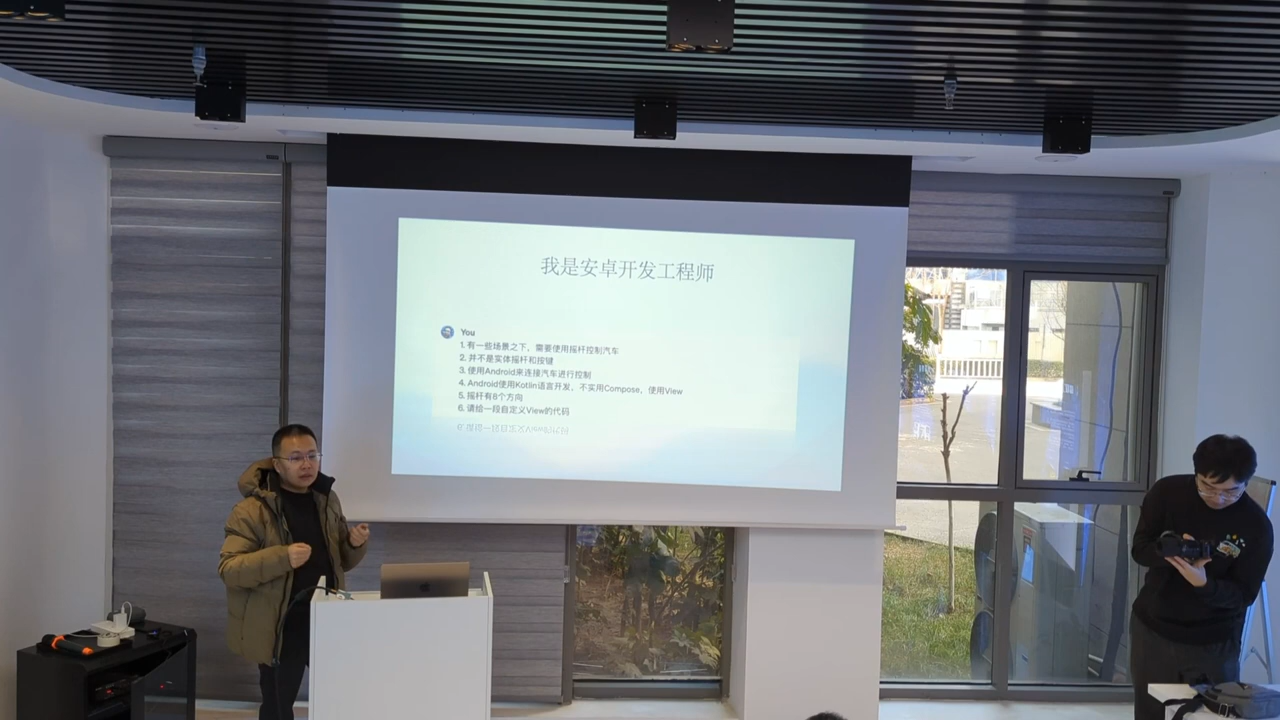 我是安卓开发工程师
You
1. 有一些场景之下，需要使用摇杆控制汽车
2. 并不是实体摇杆和按键
3. 使用Android来连接汽车进行控制
4. Android使用Kotlin语言开发，不实用Compose，使用View
5. 摇杆有8个方向
6. 请给一段自定义View的代码